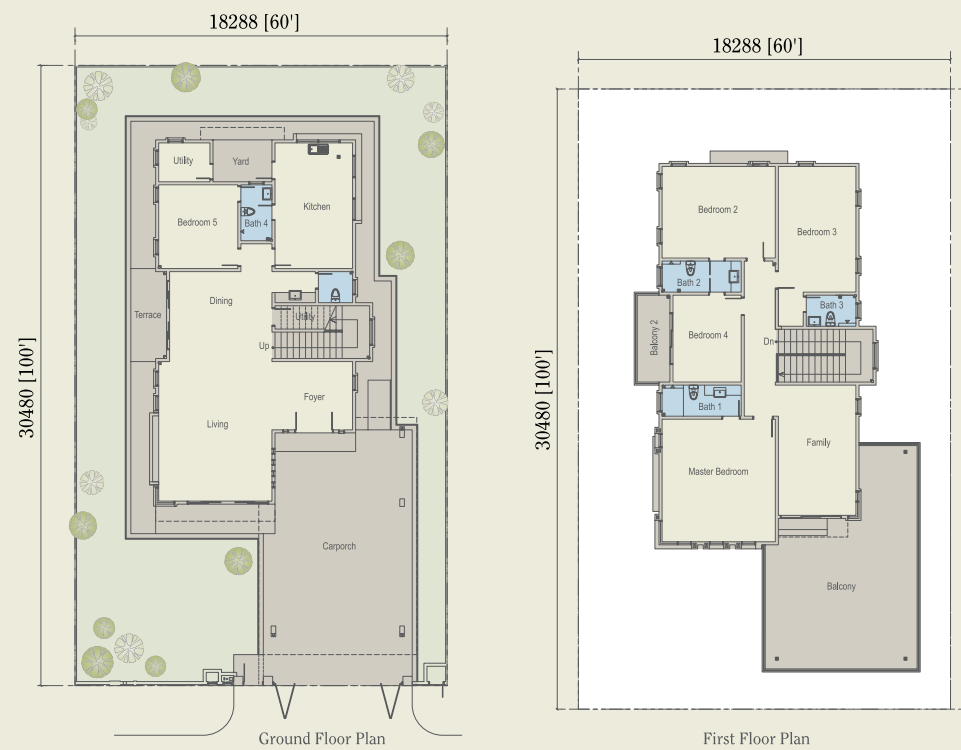 18288 [60']
30480 [100']
Utility
Yard
Kitchen
Bedroom 5
Bath 4
Dining
Terrace
Utility
Up
Foyer
Living
Carporch
Ground Floor Plan
18288 [60']
30480 [100']
Bedroom 2
Bedroom 3
Bath 2
Bath 3
Balcony 2
Bedroom 4
Dn
Bath 1
Family
Master Bedroom
Balcony
First Floor Plan